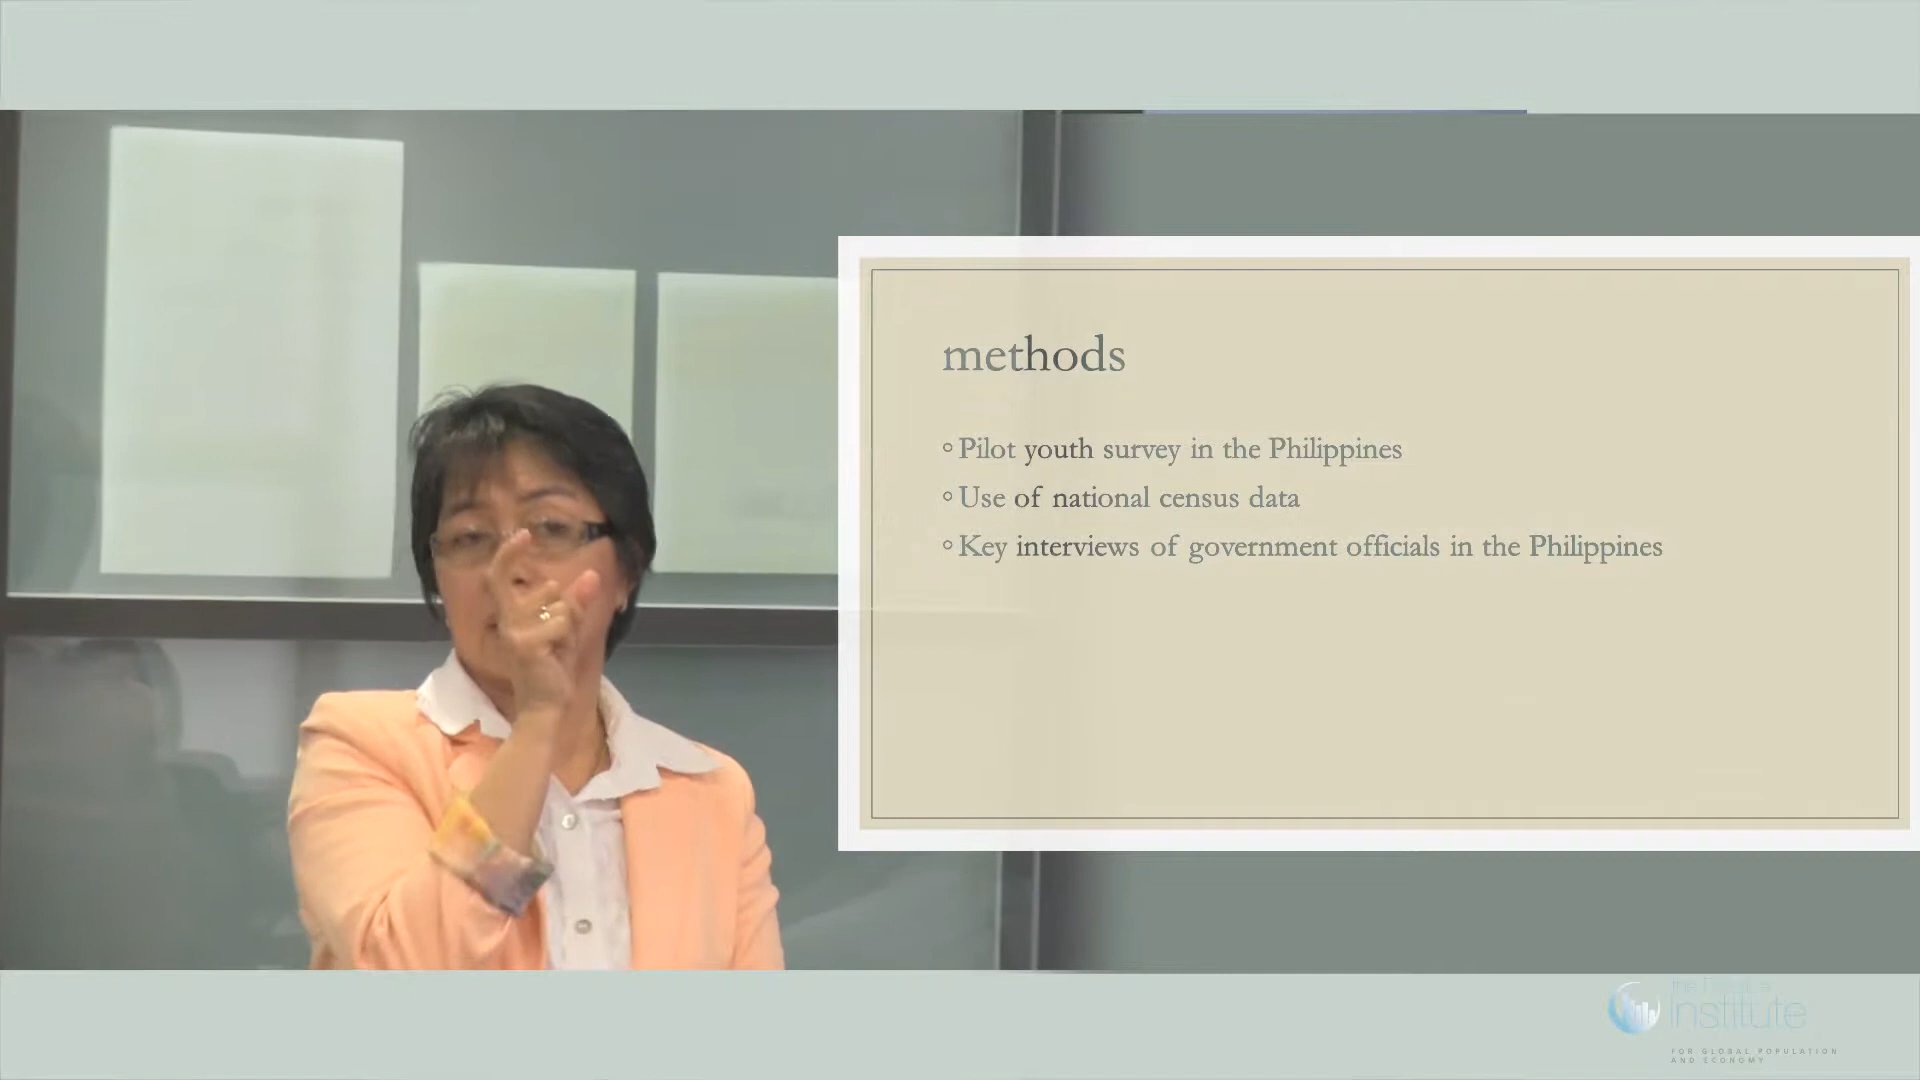 methods
Pilot youth survey in the Philippines
Use of national census data
Key interviews of government officials in the Philippines
Institute
FOR GLOBAL POPULATION
AND ECONOMY